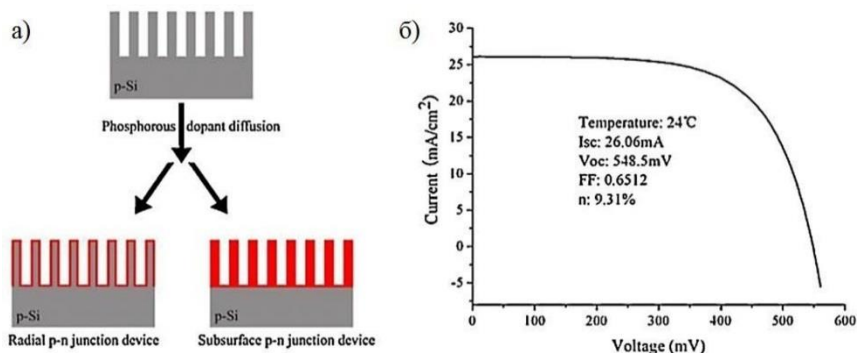 а)
p-Si
Phosphorous dopant diffusion
p-Si
Radial p-n junction device
p-Si
Subsurface p-n junction device
б)
Current (mA/cm²)
30
25
20
15
10
5
0
-5
Temperature: 24℃
Isc: 26.06mA
Voc: 548.5mV
FF: 0.6512
n: 9.31%
0 100 200 300 400 500 600
Voltage (mV)